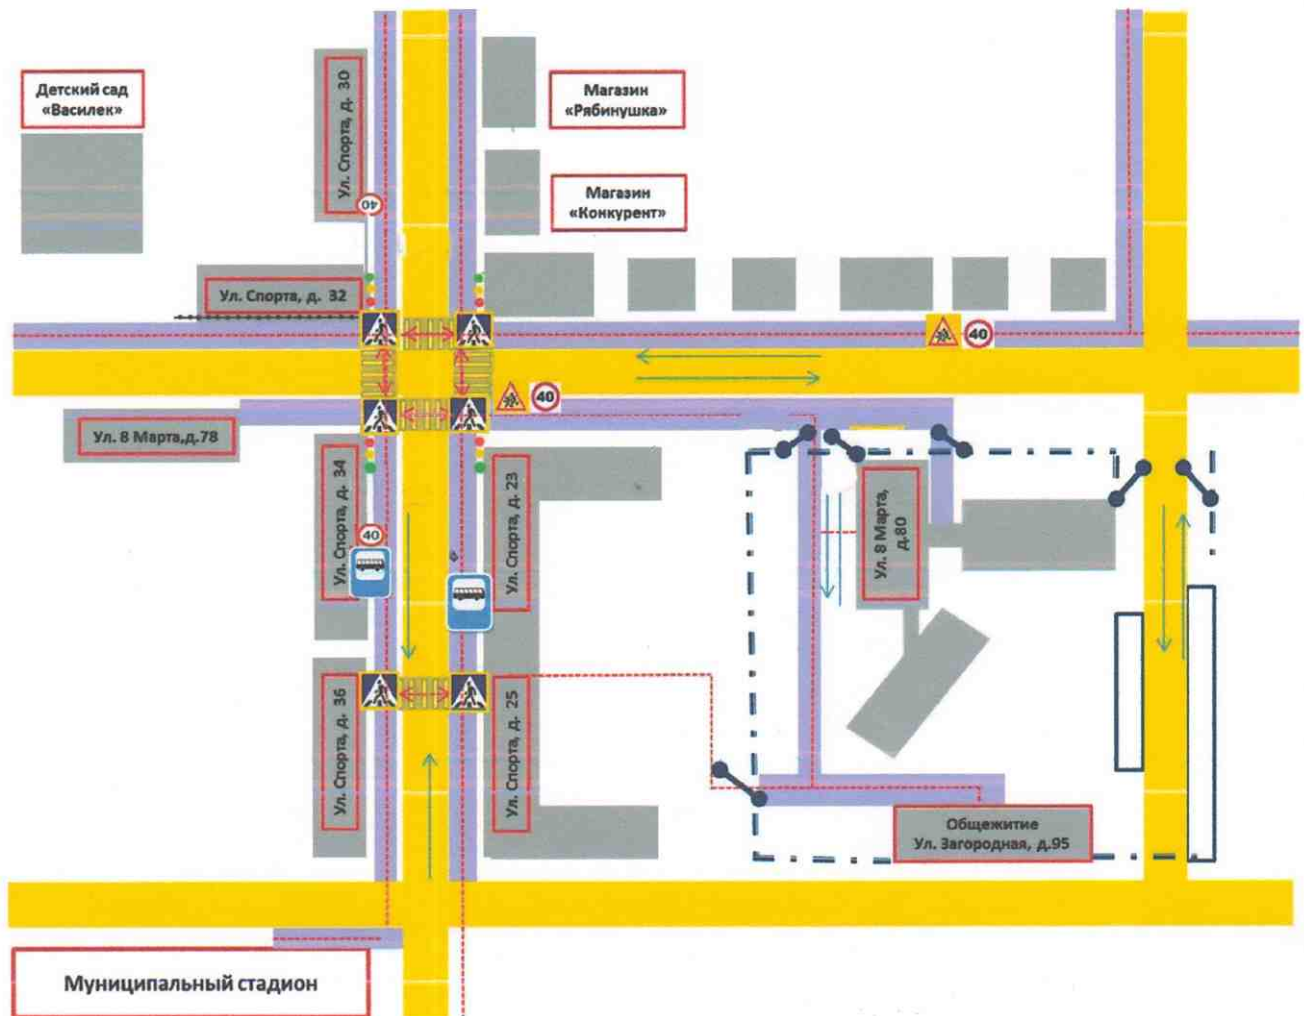 Детский сад
«Василек»
Ул. Спорта, д. 30
Магазин
«Рябинушка»
Магазин
«Конкурент»
40
Ул. Спорта, д. 32
40
40
Ул. 8 Марта,д.78
Ул. Спорта, д. 34
40
Ул. Спорта, д. 23
Ул. 8 Марта,
д.80
Ул. Спорта, д. 36
Ул. Спорта, д. 25
Общежитие
Ул. Загородная, д.95
Муниципальный стадион